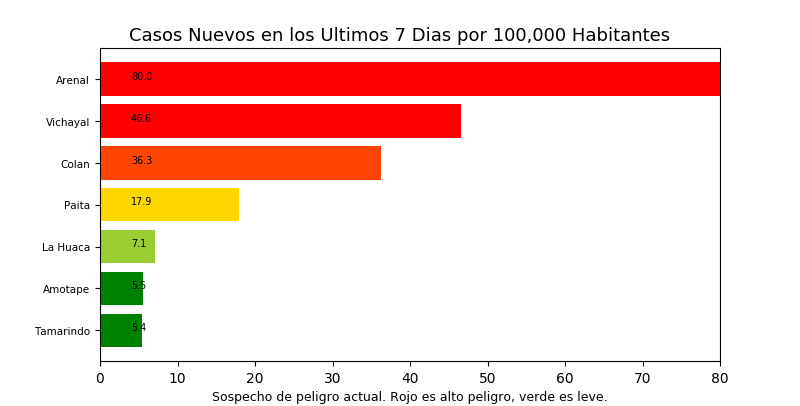 Casos Nuevos en los Ultimos 7 Dias por 100,000 Habitantes
Arenal 80.0
Vichayal 46.6
Colan 36.3
Paita 17.9
La Huaca 7.1
Amotape 5.5
Tamarindo 5.4
0 10 20 30 40 50 60 70 80
Sospecho de peligro actual. Rojo es alto peligro, verde es leve.